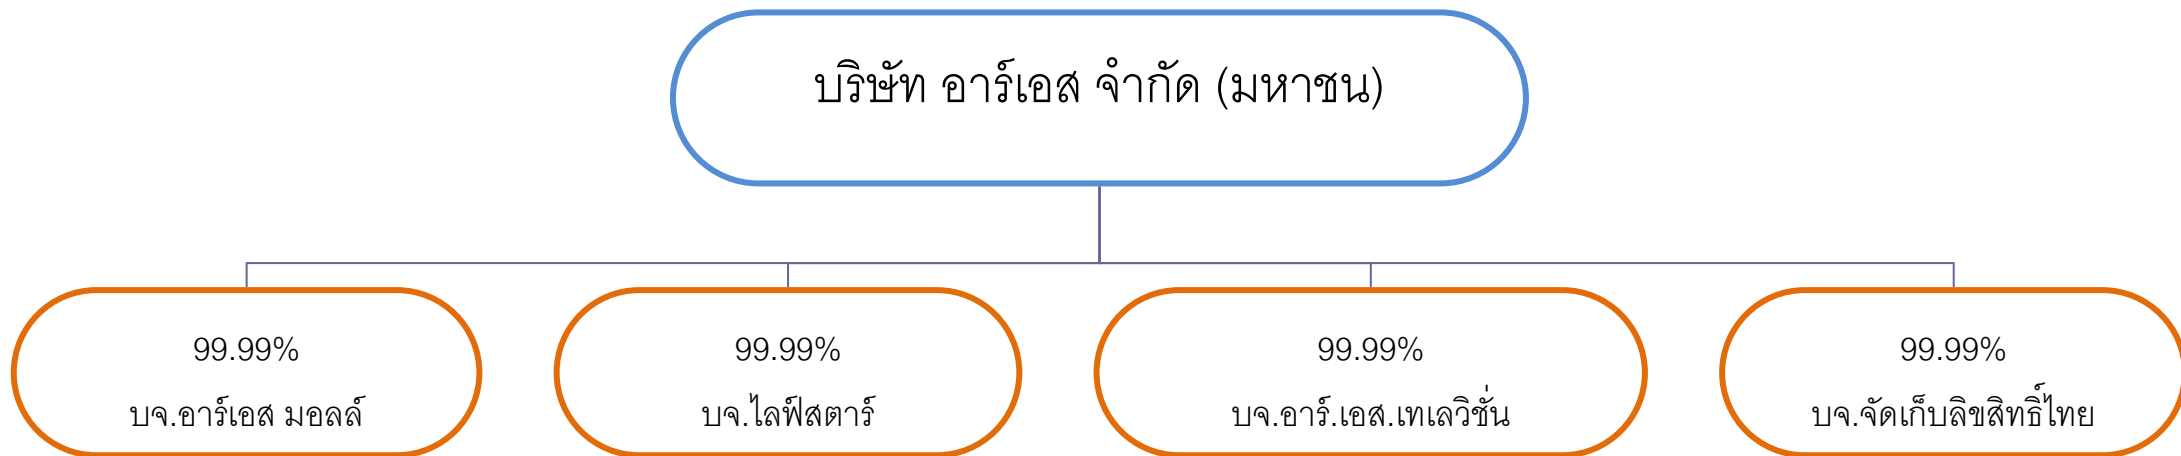 บริษัท อาร์เอส จำกัด (มหาชน)
99.99%
บจ.อาร์เอส มอลล์
99.99%
บจ.ไลฟ์สตาร์
99.99%
บจ.อาร์.เอส.เทเลวิชั่น
99.99%
บจ.จัดเก็บลิขสิทธิ์ไทย